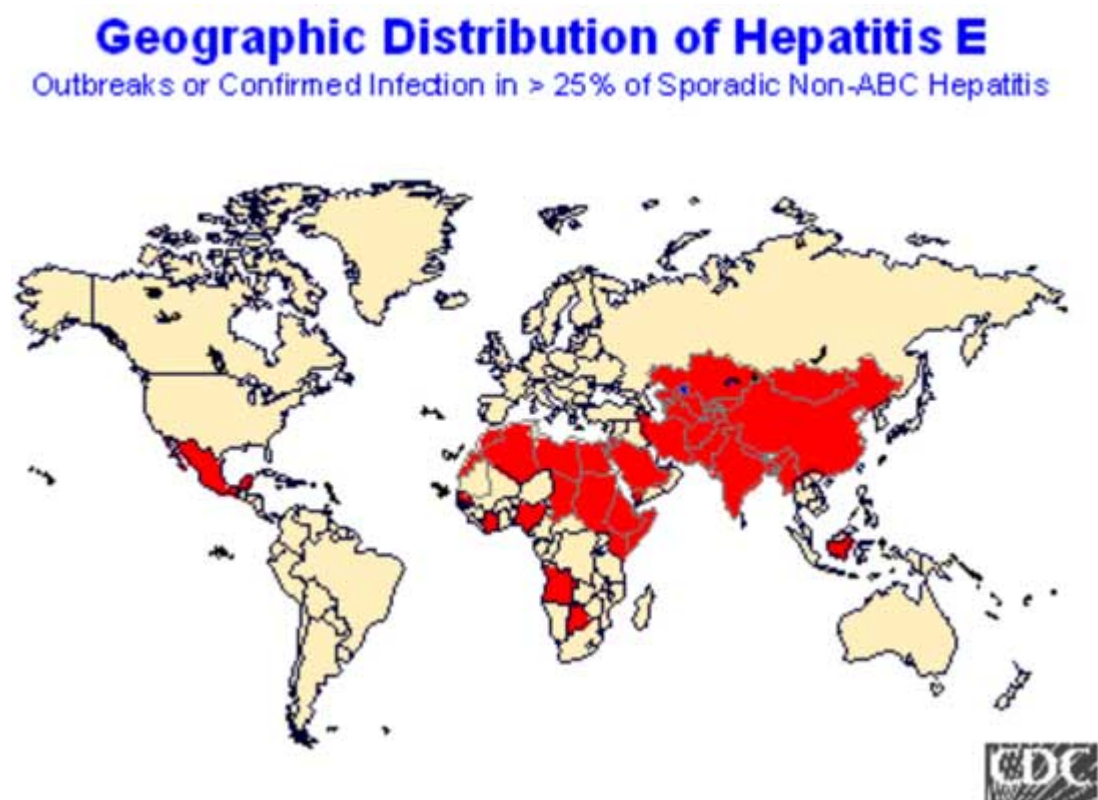 Geographic Distribution of Hepatitis E
Outbreaks or Confirmed Infection in > 25% of Sporadic Non-ABC Hepatitis
CDC